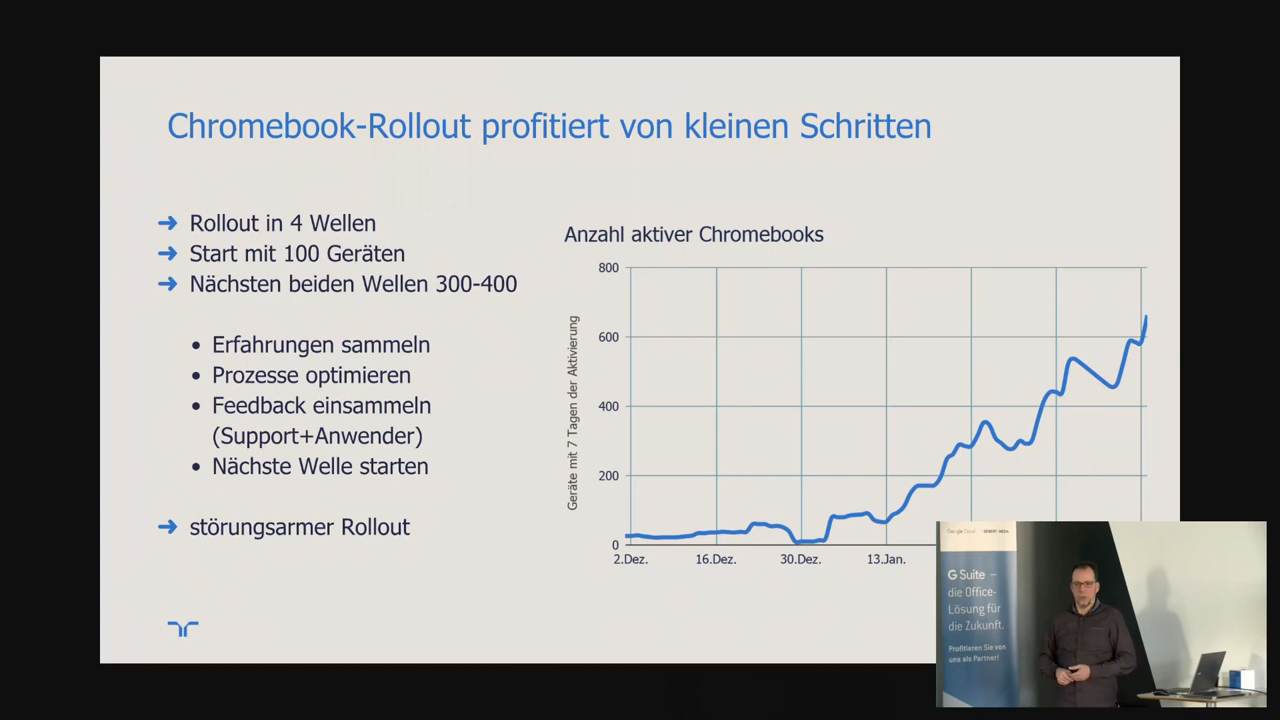 Chromebook-Rollout profitiert von kleinen Schritten
➜ Rollout in 4 Wellen
➜ Start mit 100 Geräten
➜ Nächsten beiden Wellen 300-400
• Erfahrungen sammeln
• Prozesse optimieren
• Feedback einsammeln
(Support+Anwender)
• Nächste Welle starten
➜ störungsarmer Rollout
Anzahl aktiver Chromebooks
Geräte mit 7 Tagen der Aktivierung
800
600
400
200
0
2.Dez. 16.Dez. 30.Dez. 13.Jan.
Google Cloud
G Suite –
die Office-
Lösung für
die Zukunft.
Profitieren Sie von
uns als Partner!